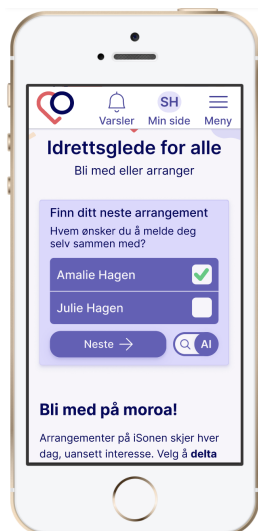 SH
Varsler Min side Meny
Idrettsglede for alle
Bli med eller arranger
Finn ditt neste arrangement
Hvem ønsker du å melde deg
selv sammen med?
Amalie Hagen
Julie Hagen
Neste →
AI
Bli med på moroa!
Arrangementer på iSonen skjer hver
dag, uansett interesse. Velg å delta